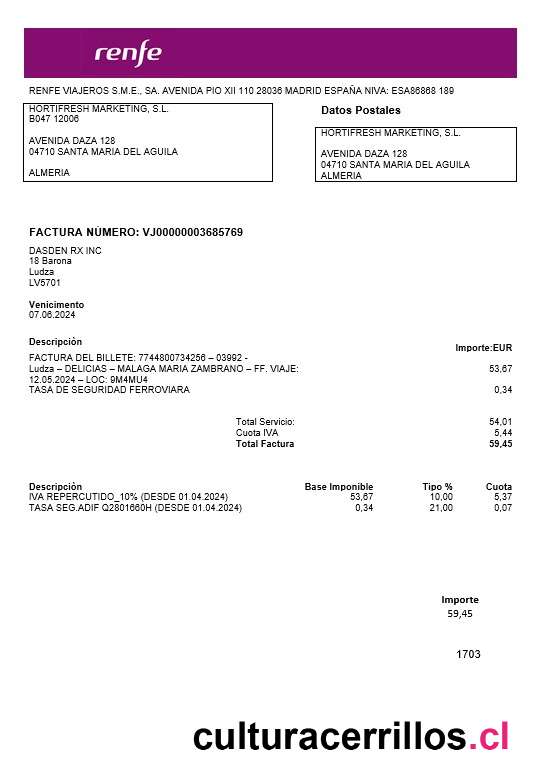 renfe
RENFE VIAJEROS S.M.E., SA. AVENIDA PIO XII 110 28036 MADRID ESPAÑA NIVA: ESA86868 189
HORTIFRESH MARKETING, S.L.
B047 12006
AVENIDA DAZA 128
04710 SANTA MARIA DEL AGUILA
ALMERIA
Datos Postales
HORTIFRESH MARKETING, S.L.
AVENIDA DAZA 128
04710 SANTA MARIA DEL AGUILA
ALMERIA
FACTURA NÚMERO: VJ00000003685769
DASDEN RX INC
18 Barona
Ludza
LV5701
Venicimento
07.06.2024
Descripciòn Importe:EUR
FACTURA DEL BILLETE: 7744800734256 – 03992 -
Ludza – DELICIAS – MALAGA MARIA ZAMBRANO – FF. VIAJE: 53,67
12.05.2024 – LOC: 9M4MU4
TASA DE SEGURIDAD FERROVIARA 0,34
Total Servicio: 54,01
Cuota IVA 5,44
Total Factura 59,45
Descripciòn Base Imponible Tipo % Cuota
IVA REPERCUTIDO_10% (DESDE 01.04.2024) 53,67 10,00 5,37
TASA SEG.ADIF Q2801660H (DESDE 01.04.2024) 0,34 21,00 0,07
Importe
59,45
1703
culturacerrillos.cl